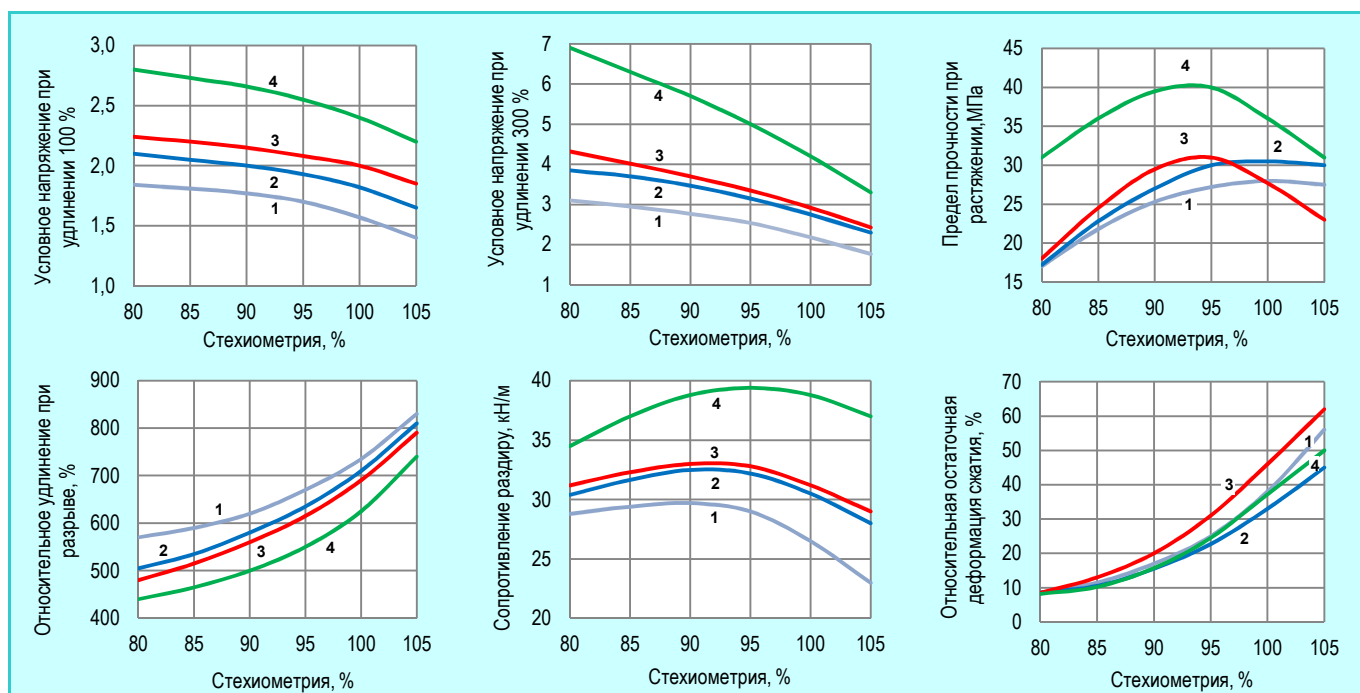 Условное напряжение при
удлинении 100 %
3,0
2,5
2,0
1,5
1,0
4
3
2
1
80 85 90 95 100 105
Стехиометрия, %
Условное напряжение при
удлинении 300 %
7
6
5
4
3
2
1
4
3
2
1
80 85 90 95 100 105
Стехиометрия, %
Предел прочности при
растяжении,МПа
45
40
35
30
25
20
15
4
3
2
1
80 85 90 95 100 105
Стехиометрия, %
Относительное удлинение при
разрыве, %
900
800
700
600
500
400
1
2
3
4
80 85 90 95 100 105
Стехиометрия, %
Сопротивление раздиру, кН/м
40
35
30
25
20
4
3
2
1
80 85 90 95 100 105
Стехиометрия, %
Относительная остаточная
деформация сжатия, %
70
60
50
40
30
20
10
0
1
4
3
2
80 85 90 95 100 105
Стехиометрия, %